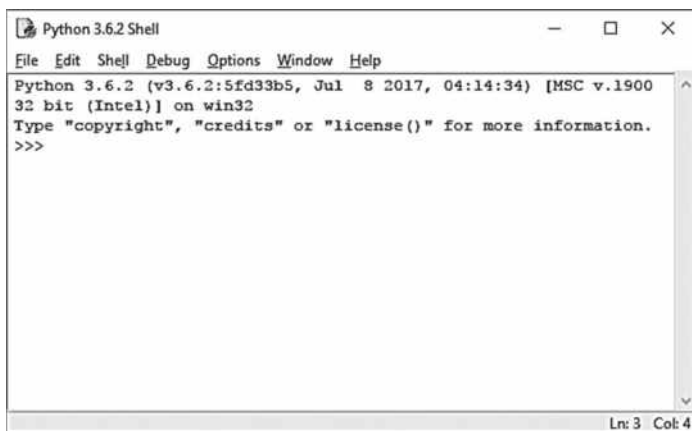 Python 3.6.2 Shell
File Edit Shell Debug Options Window Help
Python 3.6.2 (v3.6.2:5fd33b5, Jul  8 2017, 04:14:34) [MSC v.1900
32 bit (Intel)] on win32
Type "copyright", "credits" or "license()" for more information.
>>>
Ln: 3 Col: 4